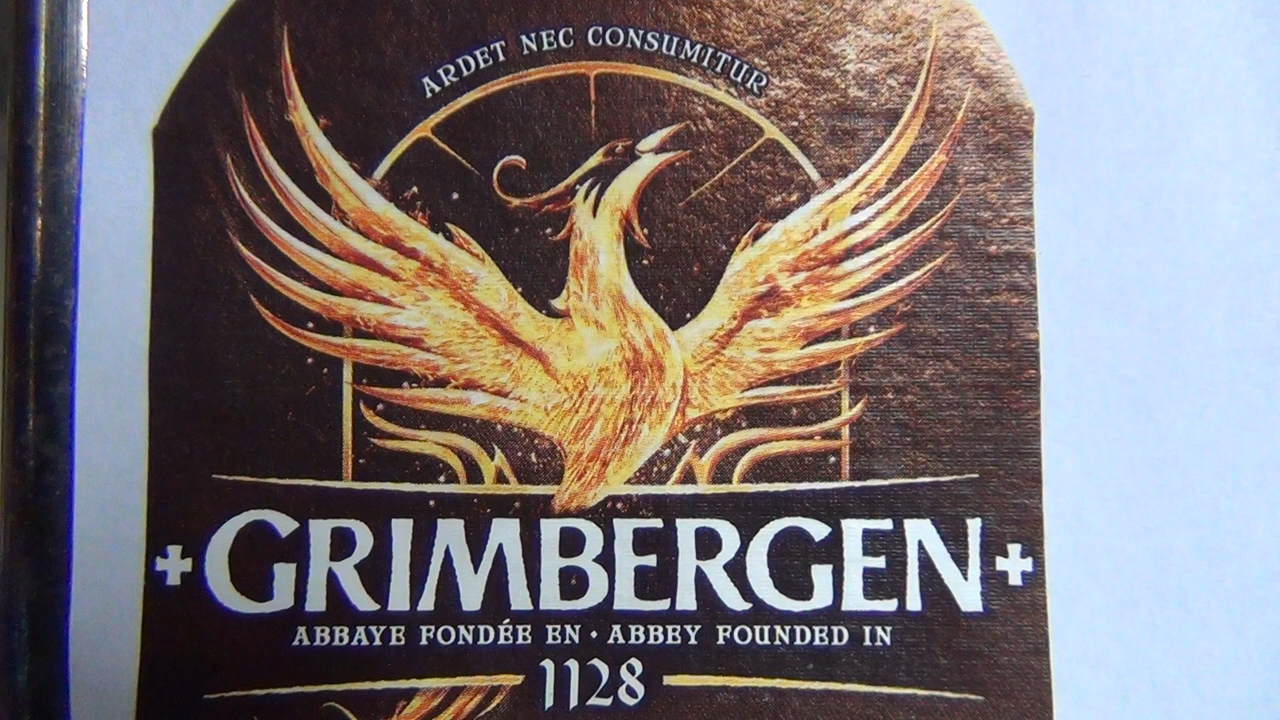 ARDET NEC CONSUMITUR
GRIMBERGEN
ABBAYE FONDÉE EN · ABBEY FOUNDED IN
1128